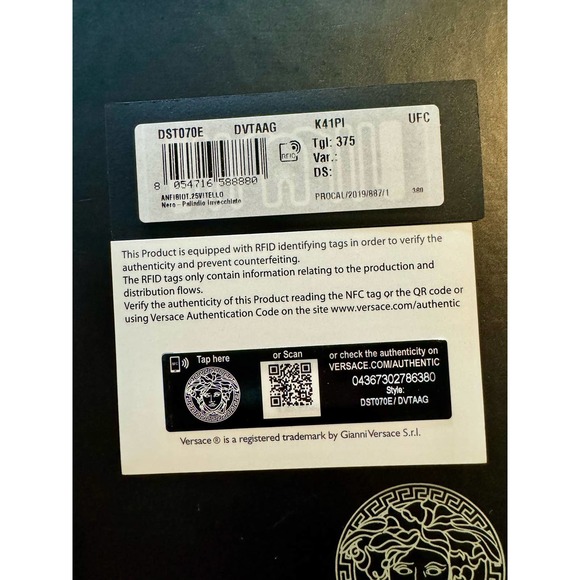 DST070E DVTAAG K41PI UFC
Tgl: 375
Var.:
DS:
RFID
8 054716 588880
ANFIBIOT.25VITELLO
Nero-Palladio Invecchiato
PROCAL/2019/887/1 380
This Product is equipped with RFID identifying tags in order to verify the
authenticity and prevent counterfeiting.
The RFID tags only contain information relating to the production and
distribution flows.
Verify the authenticity of this Product reading the NFC tag or the QR code or
using Versace Authentication Code on the site www.versace.com/authentic
Tap here or Scan or check the authenticity on
VERSACE.COM/AUTHENTIC
04367302786380
Style:
DST070E/DVTAAG
Versace ® is a registered trademark by Gianni Versace S.r.l.